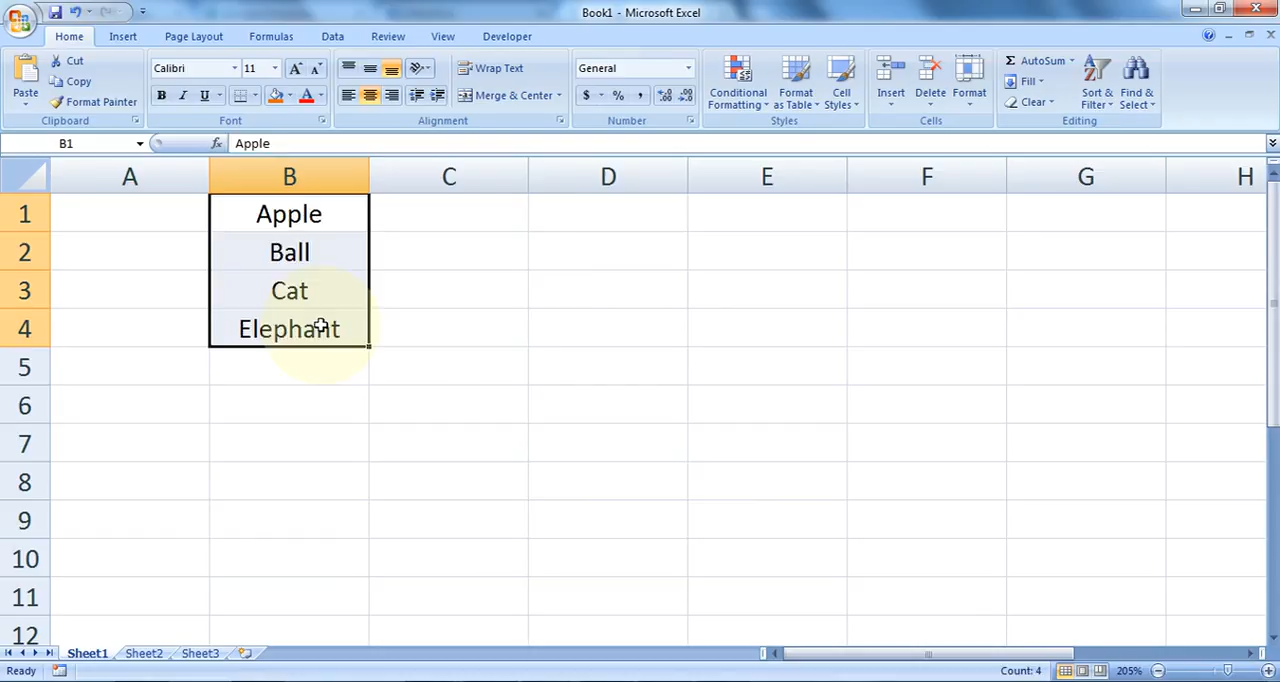 Book1 - Microsoft Excel
Home Insert Page Layout Formulas Data Review View Developer
Paste
Cut
Copy
Format Painter
Clipboard
Calibri 11
B I U
Font
Wrap Text
Merge & Center
Alignment
General
$ % ,
Number
Conditional Formatting
Format as Table
Cell Styles
Styles
Insert Delete Format
Cells
Σ AutoSum
Fill
Clear
Sort & Filter
Find & Select
Editing
B1 fx Apple
A B C D E F G H
1 Apple
2 Ball
3 Cat
4 Elephant
5
6
7
8
9
10
11
12
Sheet1 Sheet2 Sheet3
Ready Count: 4 205%